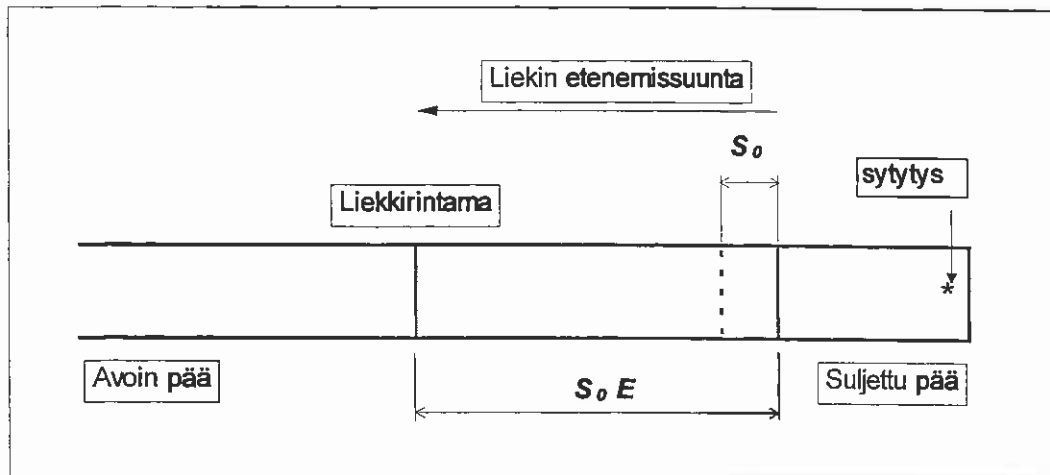 Liekin etenemissuunta
S₀
sytytys
Liekkirintama
*
Avoin pää
S₀ E
Suljettu pää